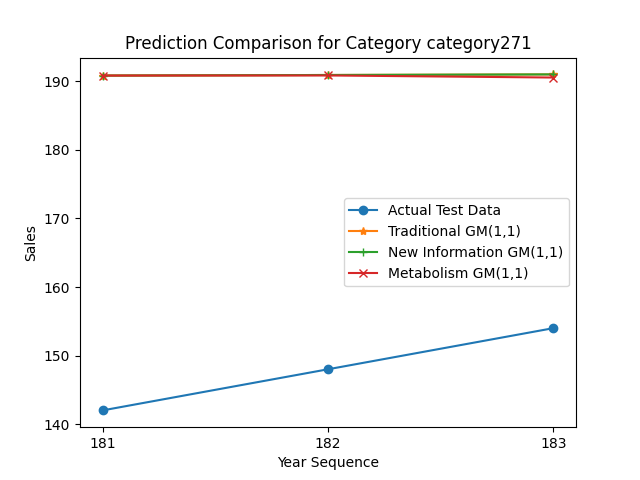 Prediction Comparison for Category category271
190
180
170
160
150
140
Sales
Actual Test Data
Traditional GM(1,1)
New Information GM(1,1)
Metabolism GM(1,1)
181
182
183
Year Sequence